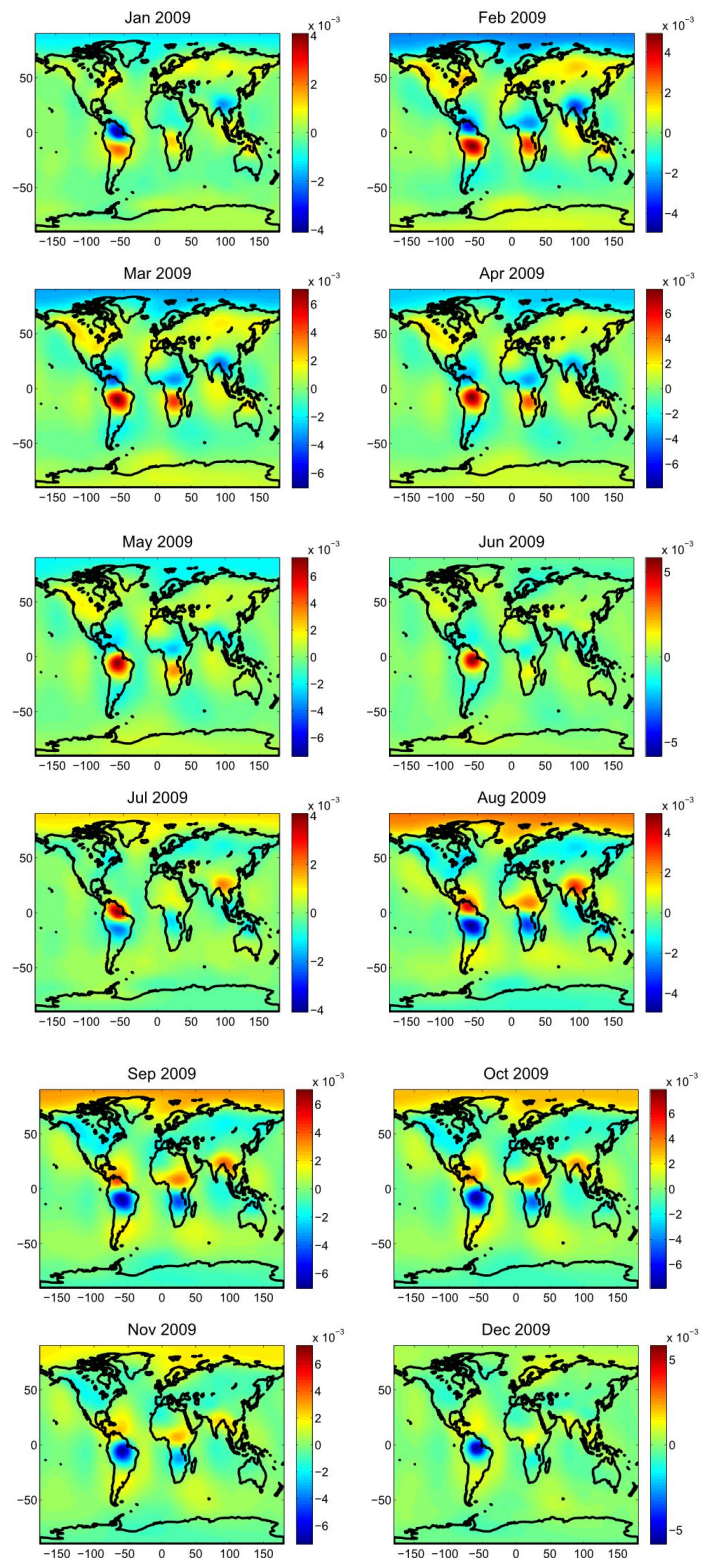 Jan 2009 Feb 2009
x 10⁻³ x 10⁻³
50 4 50 4
2 2
0 0 0 0
−2 −2
−50 −50
−4 −4
−150 −100 −50 0 50 100 150 −150 −100 −50 0 50 100 150
Mar 2009 Apr 2009
x 10⁻³ x 10⁻³
6 6
50 4 50 4
2 2
0 0 0 0
−2 −2
−4 −4
−50 −6 −50 −6
−150 −100 −50 0 50 100 150 −150 −100 −50 0 50 100 150
May 2009 Jun 2009
x 10⁻³ x 10⁻³
6 5
50 4 50
2
0 0 0 0
−2
−4
−50 −6 −50 −5
−150 −100 −50 0 50 100 150 −150 −100 −50 0 50 100 150
Jul 2009 Aug 2009
x 10⁻³ x 10⁻³
4 4
50 2 50 2
0 0 0 0
−2 −2
−50 −4 −50 −4
−150 −100 −50 0 50 100 150 −150 −100 −50 0 50 100 150
Sep 2009 Oct 2009
x 10⁻³ x 10⁻³
6 6
50 4 50 4
2 2
0 0 0 0
−2 −2
−4 −4
−50 −6 −50 −6
−150 −100 −50 0 50 100 150 −150 −100 −50 0 50 100 150
Nov 2009 Dec 2009
x 10⁻³ x 10⁻³
6 5
50 4 50
2
0 0 0 0
−2
−4
−50 −6 −50 −5
−150 −100 −50 0 50 100 150 −150 −100 −50 0 50 100 150